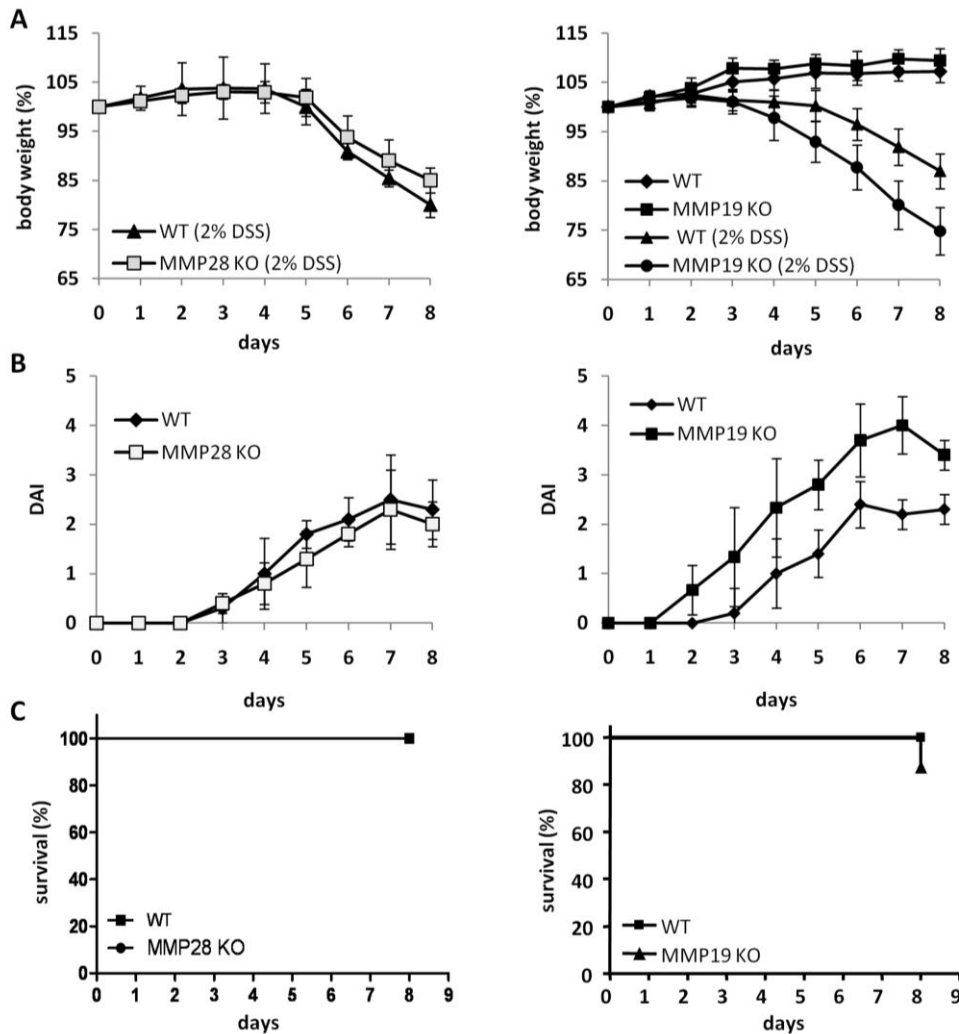 A
body weight (%)
115
105
95
85
75
65
WT (2% DSS)
MMP28 KO (2% DSS)
0 1 2 3 4 5 6 7 8
days
body weight (%)
115
105
95
85
75
65
WT
MMP19 KO
WT (2% DSS)
MMP19 KO (2% DSS)
0 1 2 3 4 5 6 7 8
days
B
DAI
5
4
3
2
1
0
WT
MMP28 KO
0 1 2 3 4 5 6 7 8
days
DAI
5
4
3
2
1
0
WT
MMP19 KO
0 1 2 3 4 5 6 7 8
days
C
survival (%)
100
80
60
40
20
0
WT
MMP28 KO
0 1 2 3 4 5 6 7 8 9
days
survival (%)
100
80
60
40
20
0
WT
MMP19 KO
0 1 2 3 4 5 6 7 8 9
days